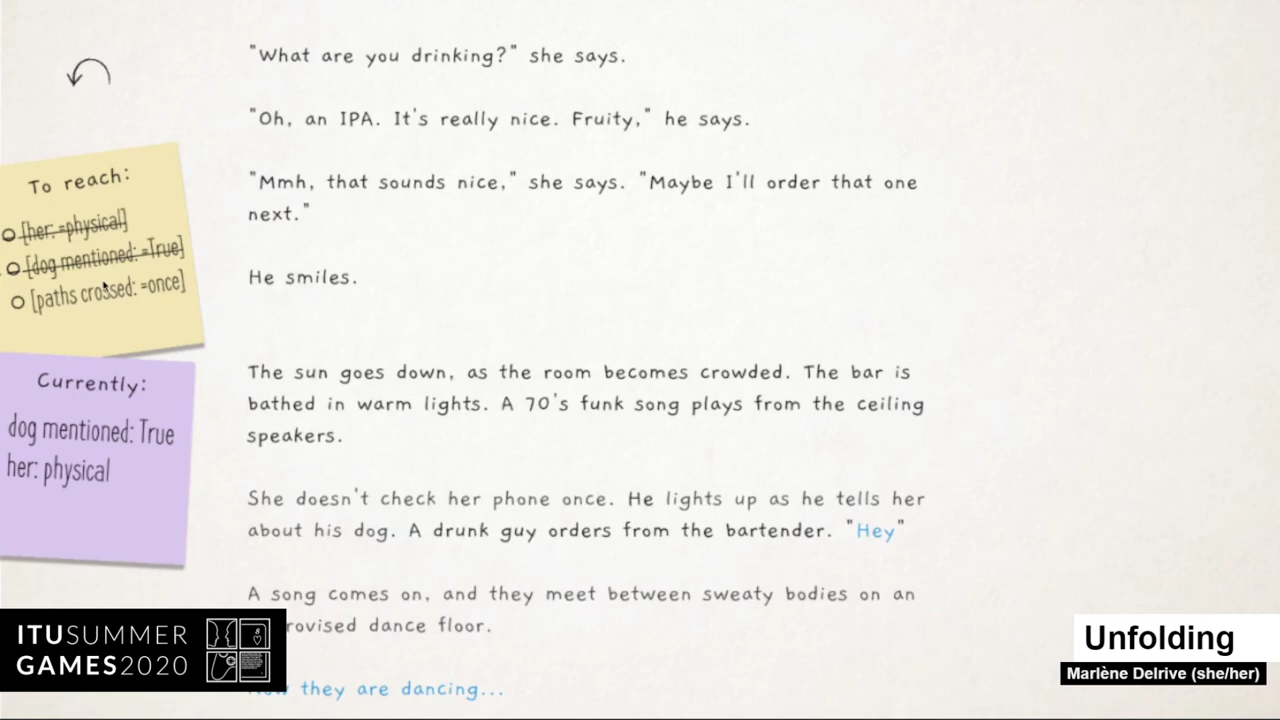 "What are you drinking?" she says.
"Oh, an IPA. It's really nice. Fruity," he says.
"Mmh, that sounds nice," she says. "Maybe I'll order that one
next."
He smiles.
The sun goes down, as the room becomes crowded. The bar is
bathed in warm lights. A 70's funk song plays from the ceiling
speakers.
She doesn't check her phone once. He lights up as he tells her
about his dog. A drunk guy orders from the bartender. "Hey"
A song comes on, and they meet between sweaty bodies on an
rovised dance floor.
they are dancing...
To reach:
[her: =physical]
[dog mentioned: =True]
[paths crossed: =once]
Currently:
dog mentioned: True
her: physical
ITUSUMMER
GAMES2020
8
Unfolding
Marlène Delrive (she/her)